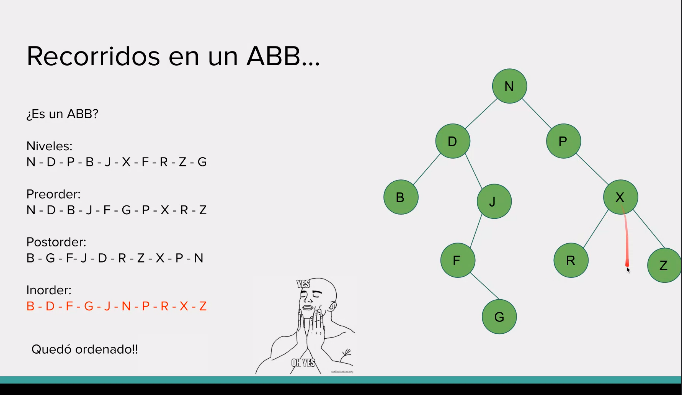 Recorridos en un ABB...
¿Es un ABB?
Niveles:
N - D - P - B - J - X - F - R - Z - G
Preorder:
N - D - B - J - F - G - P - X - R - Z
Postorder:
B - G - F- J - D - R - Z - X - P - N
Inorder:
B - D - F - G - J - N - P - R - X - Z
Quedó ordenado!!
YES
OH YES
N
D
P
B
J
X
F
R
Z
G